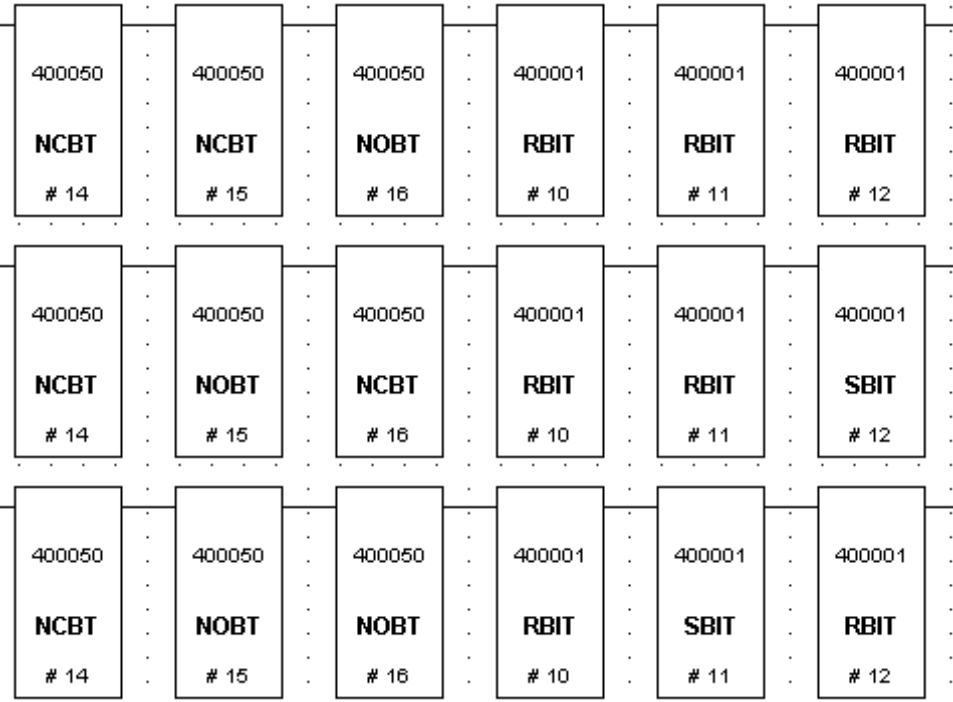 400050 400050 400050 400001 400001 400001
NCBT NCBT NOBT RBIT RBIT RBIT
# 14 # 15 # 16 # 10 # 11 # 12
400050 400050 400050 400001 400001 400001
NCBT NOBT NCBT RBIT RBIT SBIT
# 14 # 15 # 16 # 10 # 11 # 12
400050 400050 400050 400001 400001 400001
NCBT NOBT NOBT RBIT SBIT RBIT
# 14 # 15 # 16 # 10 # 11 # 12